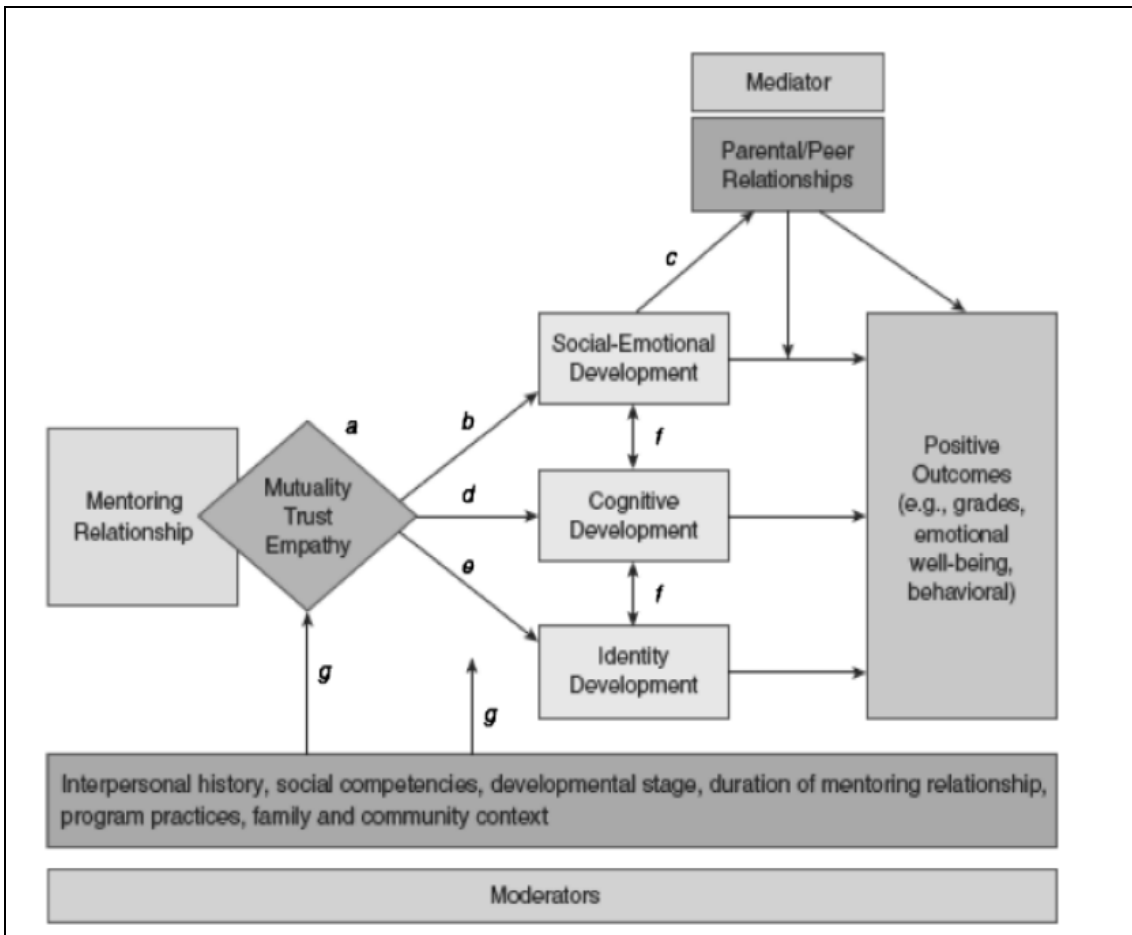 Mediator
Parental/Peer
Relationships
c
Social-Emotional
Development
a
b
f
Mentoring
Relationship
Mutuality
Trust
Empathy
d
Cognitive
Development
Positive
Outcomes
(e.g., grades,
emotional
well-being,
behavioral)
e
f
Identity
Development
g
g
Interpersonal history, social competencies, developmental stage, duration of mentoring relationship,
program practices, family and community context
Moderators